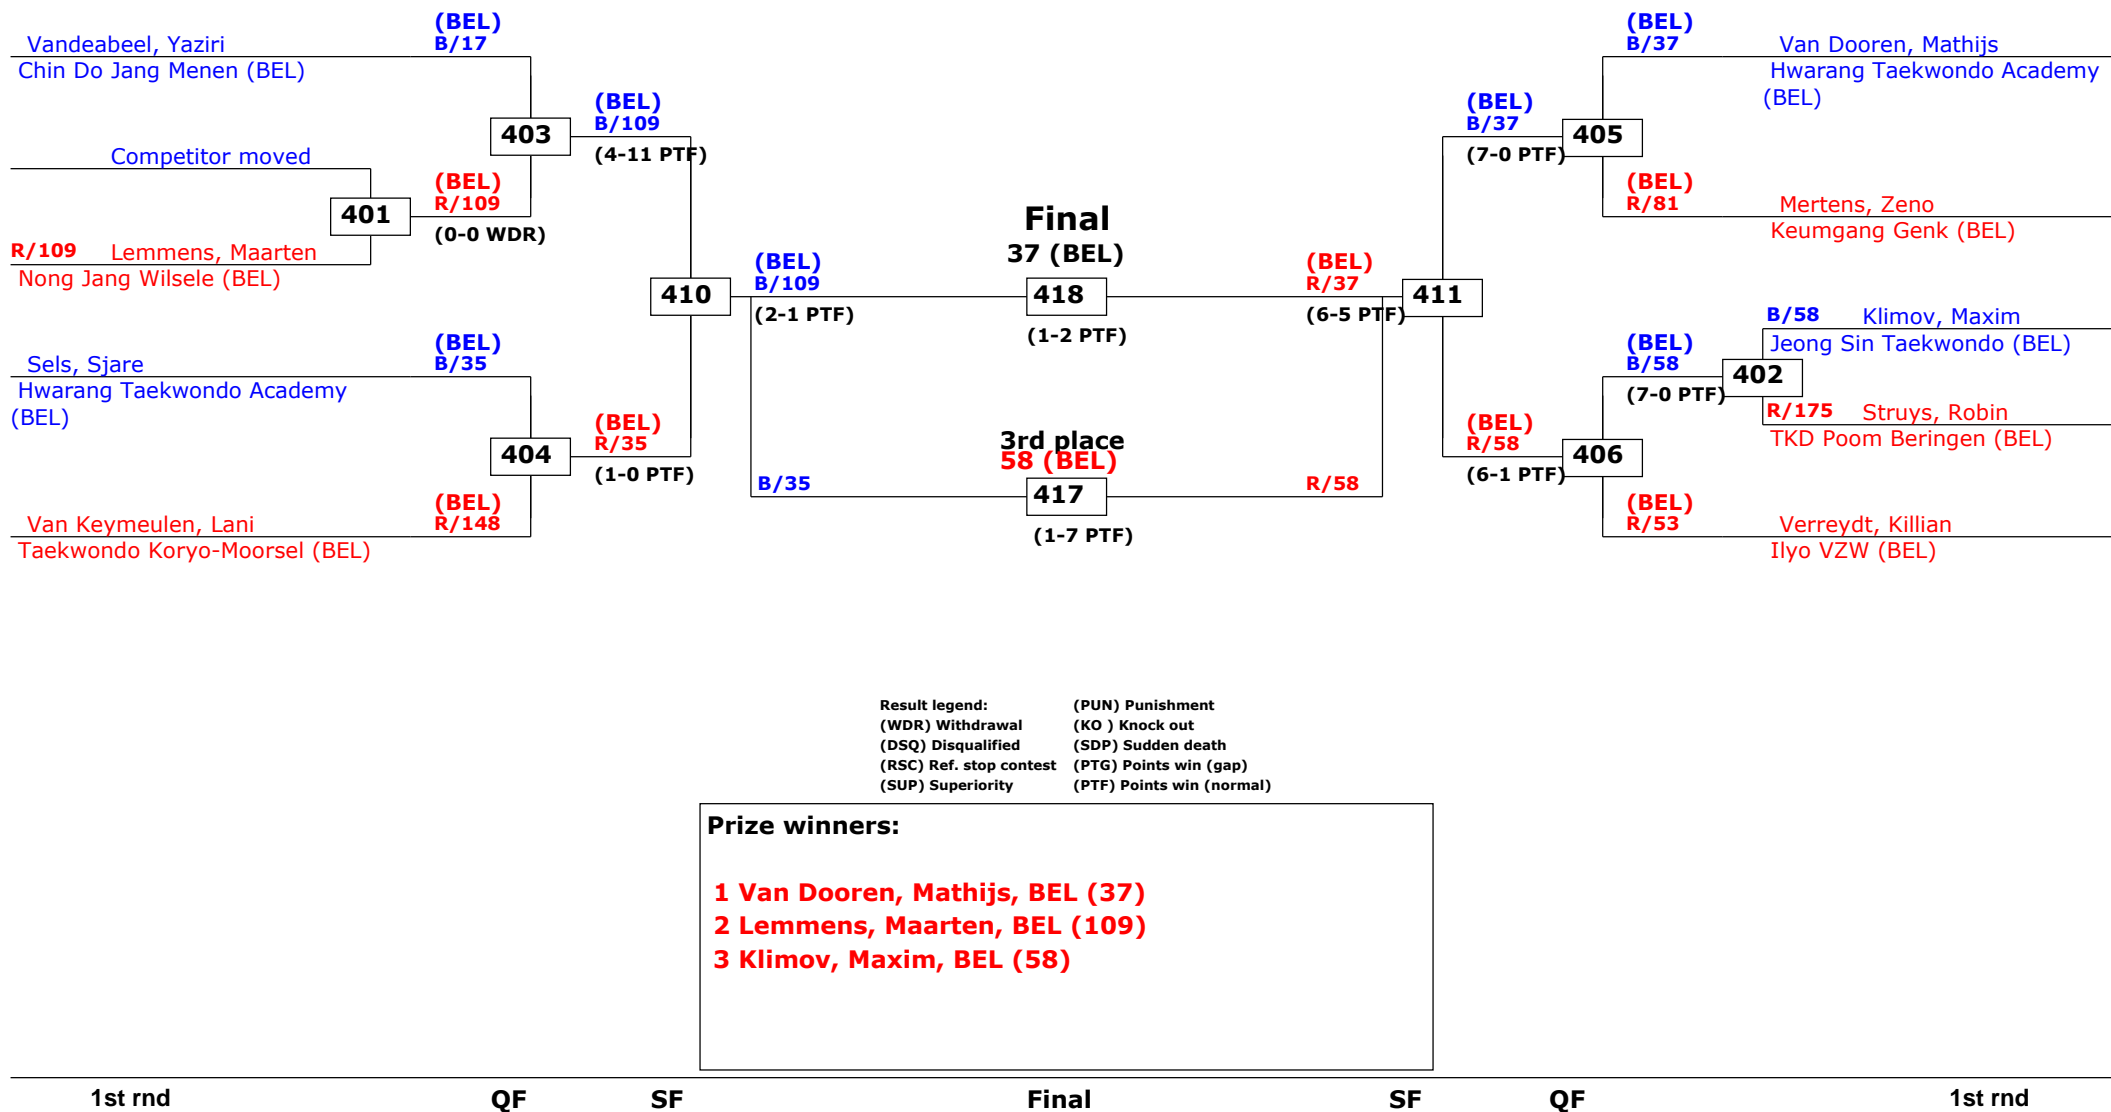 (BEL)
B/17
Vandeabeel, Yaziri
Chin Do Jang Menen (BEL)
403
(BEL)
B/109
(4-11 PTF)
Competitor moved
401
(BEL)
R/109
(0-0 WDR)
R/109 Lemmens, Maarten
Nong Jang Wilsele (BEL)
410
(BEL)
B/109
(2-1 PTF)
(BEL)
B/35
Sels, Sjare
Hwarang Taekwondo Academy
(BEL)
404
(BEL)
R/35
(1-0 PTF)
(BEL)
R/148
Van Keymeulen, Lani
Taekwondo Koryo-Moorsel (BEL)
Final
37 (BEL)
418
(1-2 PTF)
3rd place
58 (BEL)
B/35
417
R/58
(1-7 PTF)
(BEL)
R/37
(6-5 PTF)
411
(BEL)
B/37
(7-0 PTF)
405
(BEL)
B/37
Van Dooren, Mathijs
Hwarang Taekwondo Academy
(BEL)
(BEL)
R/81
Mertens, Zeno
Keumgang Genk (BEL)
B/58 Klimov, Maxim
Jeong Sin Taekwondo (BEL)
(BEL)
B/58
(7-0 PTF)
402
R/175 Struys, Robin
TKD Poom Beringen (BEL)
(BEL)
R/58
(6-1 PTF)
406
(BEL)
R/53
Verreydt, Killian
Ilyo VZW (BEL)
Result legend: (PUN) Punishment
(WDR) Withdrawal (KO ) Knock out
(DSQ) Disqualified (SDP) Sudden death
(RSC) Ref. stop contest (PTG) Points win (gap)
(SUP) Superiority (PTF) Points win (normal)
Prize winners:
1 Van Dooren, Mathijs, BEL (37)
2 Lemmens, Maarten, BEL (109)
3 Klimov, Maxim, BEL (58)
1st rnd QF SF Final SF QF 1st rnd